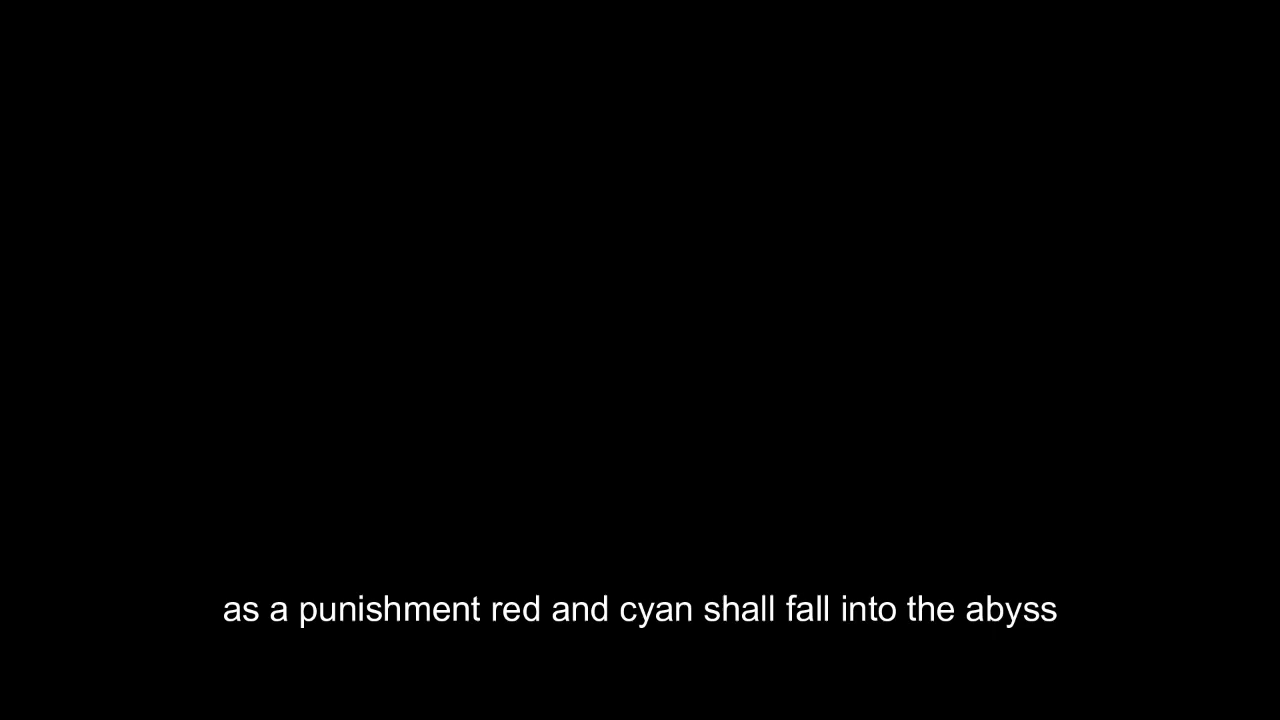 as a punishment red and cyan shall fall into the abyss